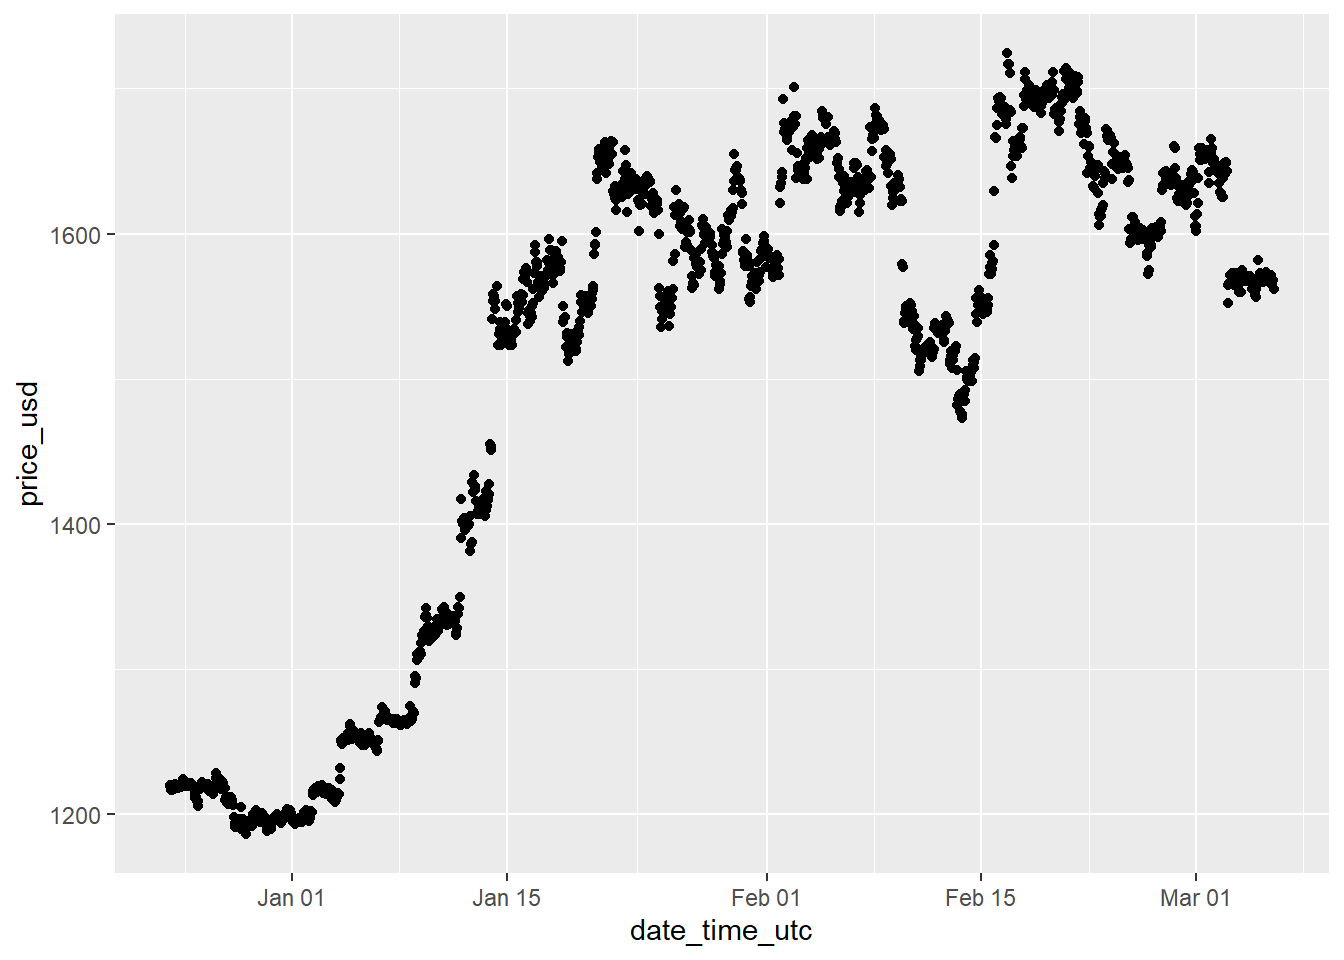 price_usd
1600
1400
1200
Jan 01
Jan 15
Feb 01
Feb 15
Mar 01
date_time_utc